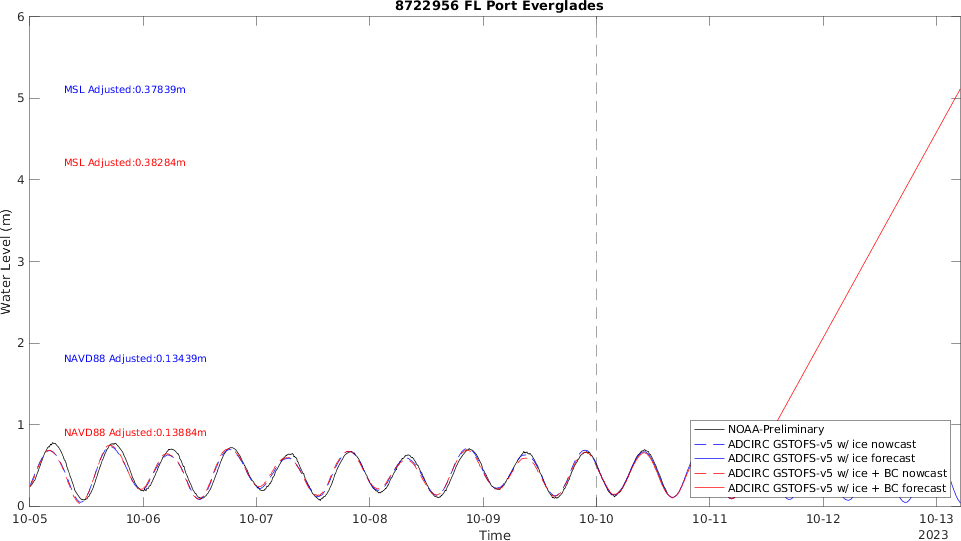 8722956 FL Port Everglades
6
5
4
3
2
1
0
Water Level (m)
MSL Adjusted:0.37839m
MSL Adjusted:0.38284m
NAVD88 Adjusted:0.13439m
NAVD88 Adjusted:0.13884m
NOAA-Preliminary
ADCIRC GSTOFS-v5 w/ ice nowcast
ADCIRC GSTOFS-v5 w/ ice forecast
ADCIRC GSTOFS-v5 w/ ice + BC nowcast
ADCIRC GSTOFS-v5 w/ ice + BC forecast
10-05 10-06 10-07 10-08 10-09 10-10 10-11 10-12 10-13
Time
2023